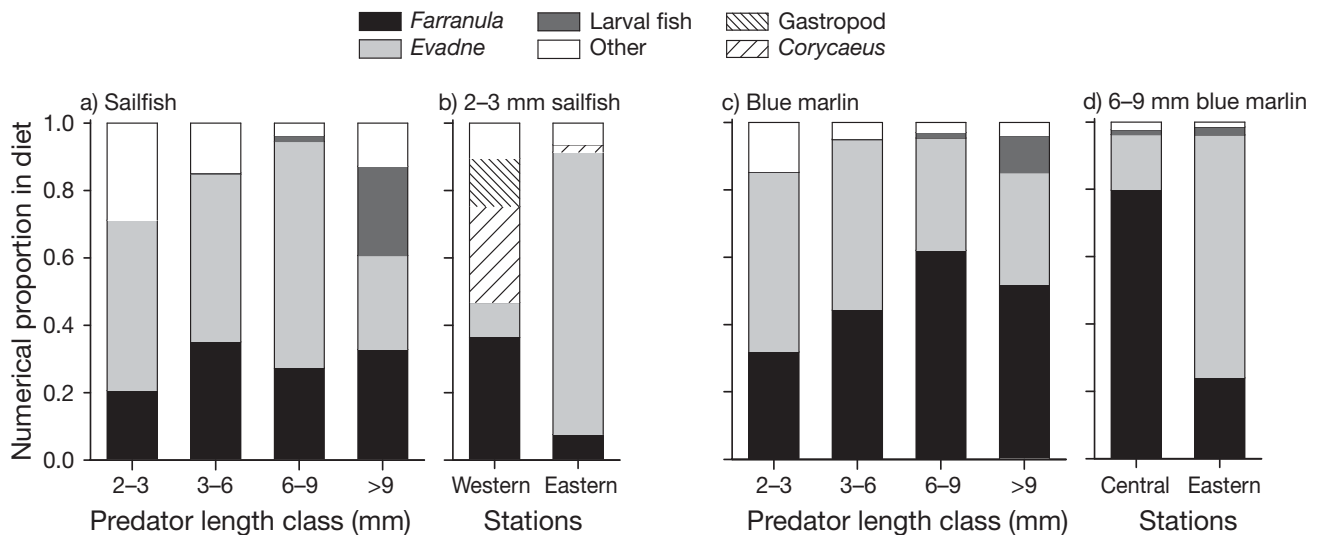 Farranula Larval fish Gastropod
Evadne Other Corycaeus
a) Sailfish b) 2–3 mm sailfish c) Blue marlin d) 6–9 mm blue marlin
Numerical proportion in diet
1.0
0.8
0.6
0.4
0.2
0.0
2–3 3–6 6–9 >9 Western Eastern 2–3 3–6 6–9 >9 Central Eastern
Predator length class (mm) Stations Predator length class (mm) Stations